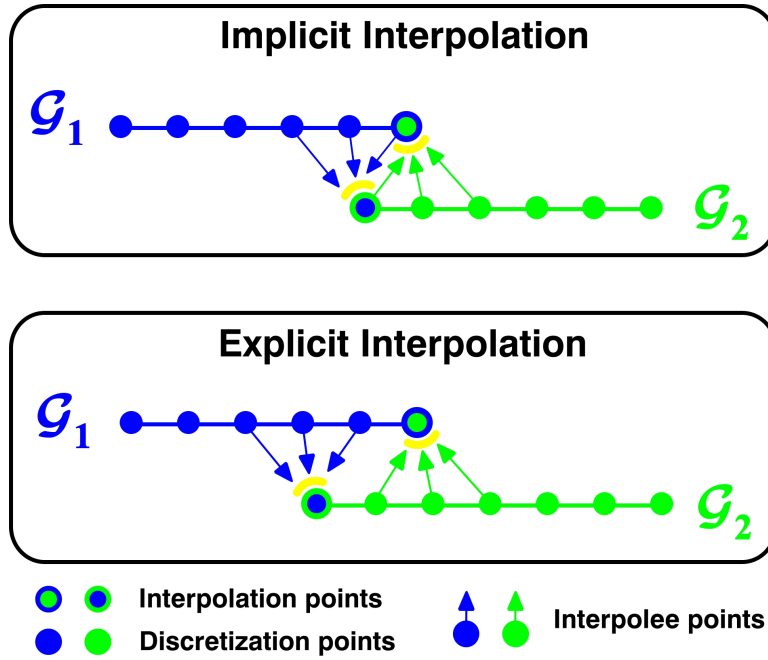 Implicit Interpolation
𝒢1
𝒢2
Explicit Interpolation
𝒢1
𝒢2
Interpolation points
Discretization points
Interpolee points